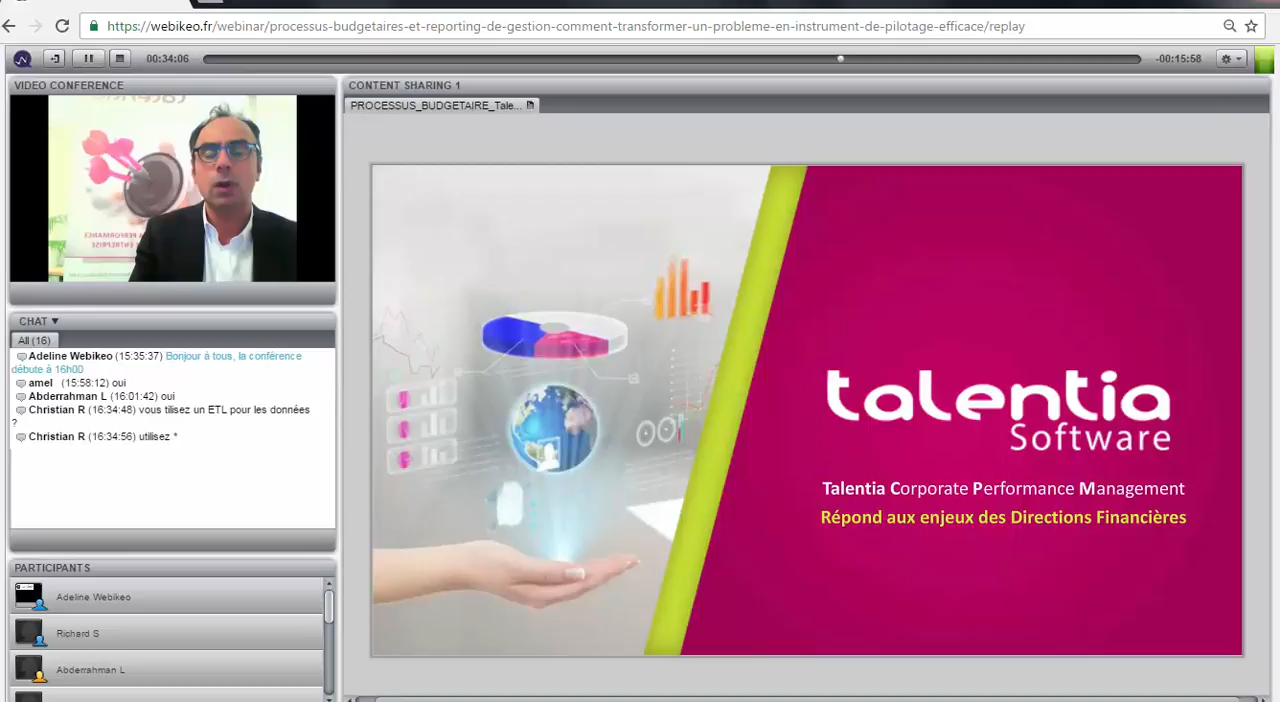 https://webikeo.fr/webinar/processus-budgetaires-et-reporting-de-gestion-comment-transformer-un-probleme-en-instrument-de-pilotage-efficace/replay
00:34:06
-00:15:58
VIDEO CONFERENCE
CHAT
All (16)
Adeline Webikeo (15:35:37) Bonjour à tous, la conférence
débute à 16h00
amel (15:58:12) oui
Abderrahman L (16:01:42) oui
Christian R (16:34:48) vous tilisez un ETL pour les données
?
Christian R (16:34:56) utilisez *
PARTICIPANTS
Adeline Webikeo
Richard S
Abderrahman L
CONTENT SHARING 1
PROCESSUS_BUDGETAIRE_Tale...
talentia
Software
Talentia Corporate Performance Management
Répond aux enjeux des Directions Financières